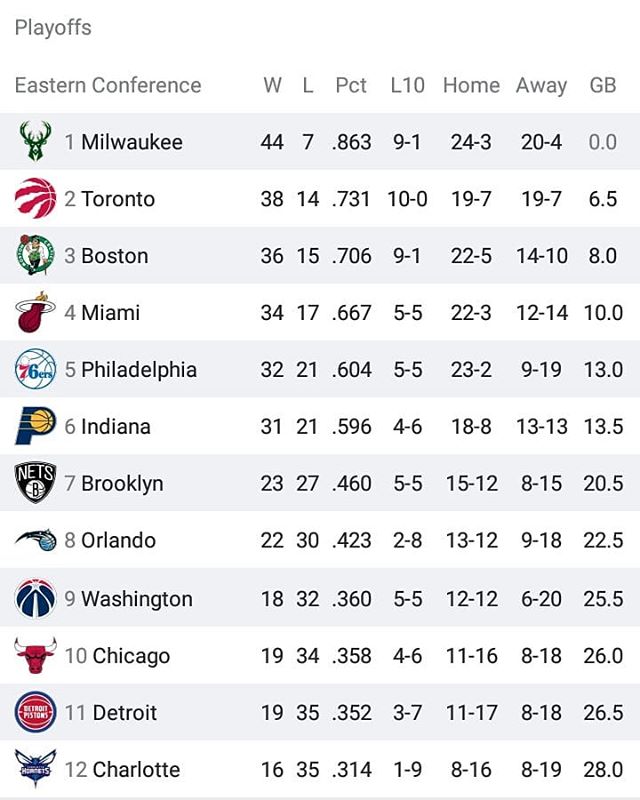 Playoffs
Eastern Conference W L Pct L10 Home Away GB
1 Milwaukee 44 7 .863 9-1 24-3 20-4 0.0
2 Toronto 38 14 .731 10-0 19-7 19-7 6.5
3 Boston 36 15 .706 9-1 22-5 14-10 8.0
4 Miami 34 17 .667 5-5 22-3 12-14 10.0
76ers 5 Philadelphia 32 21 .604 5-5 23-2 9-19 13.0
6 Indiana 31 21 .596 4-6 18-8 13-13 13.5
NETS B 7 Brooklyn 23 27 .460 5-5 15-12 8-15 20.5
8 Orlando 22 30 .423 2-8 13-12 9-18 22.5
9 Washington 18 32 .360 5-5 12-12 6-20 25.5
10 Chicago 19 34 .358 4-6 11-16 8-18 26.0
DETROIT PISTONS 11 Detroit 19 35 .352 3-7 11-17 8-18 26.5
HORNETS 12 Charlotte 16 35 .314 1-9 8-16 8-19 28.0